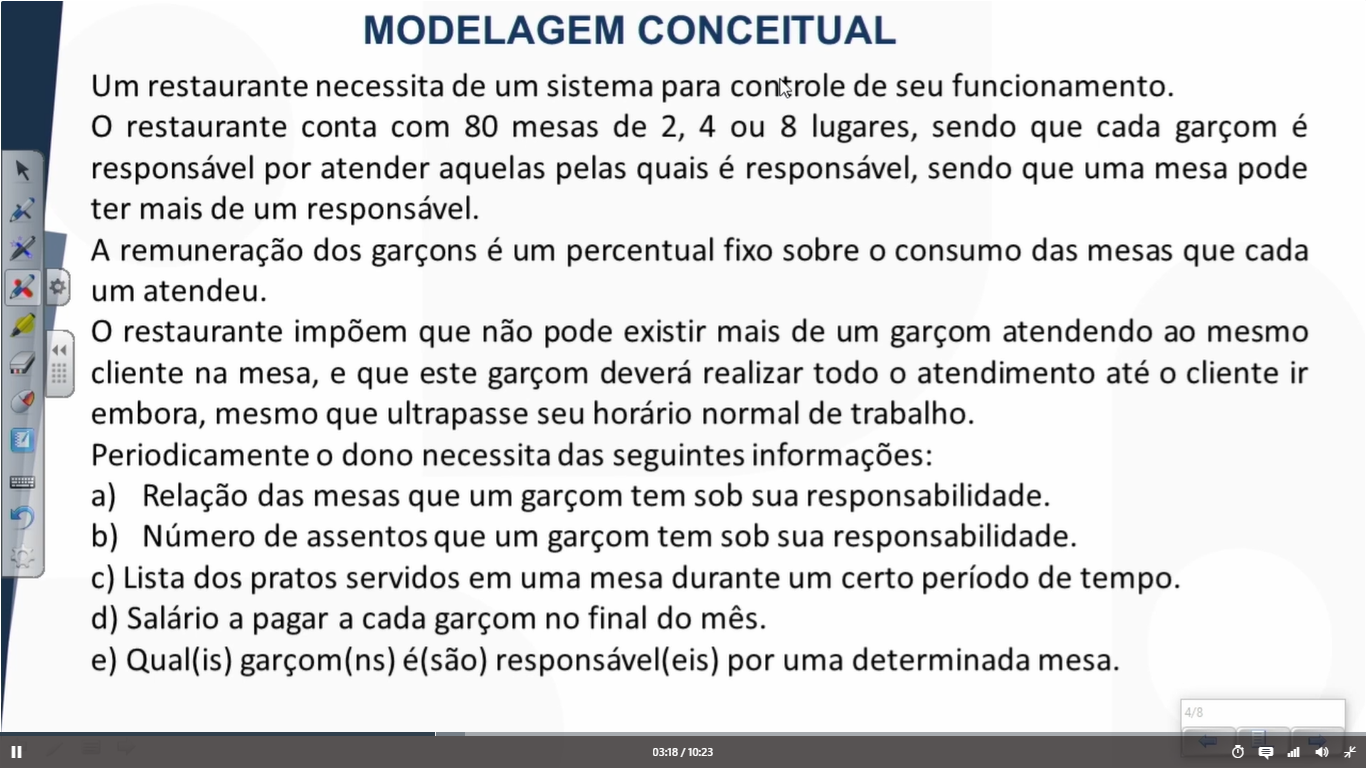 MODELAGEM CONCEITUAL
Um restaurante necessita de um sistema para controle de seu funcionamento.
O restaurante conta com 80 mesas de 2, 4 ou 8 lugares, sendo que cada garçom é
responsável por atender aquelas pelas quais é responsável, sendo que uma mesa pode
ter mais de um responsável.
A remuneração dos garçons é um percentual fixo sobre o consumo das mesas que cada
um atendeu.
O restaurante impõem que não pode existir mais de um garçom atendendo ao mesmo
cliente na mesa, e que este garçom deverá realizar todo o atendimento até o cliente ir
embora, mesmo que ultrapasse seu horário normal de trabalho.
Periodicamente o dono necessita das seguintes informações:
a) Relação das mesas que um garçom tem sob sua responsabilidade.
b) Número de assentos que um garçom tem sob sua responsabilidade.
c) Lista dos pratos servidos em uma mesa durante um certo período de tempo.
d) Salário a pagar a cada garçom no final do mês.
e) Qual(is) garçom(ns) é(são) responsável(eis) por uma determinada mesa.
4/8
03:18 / 10:23